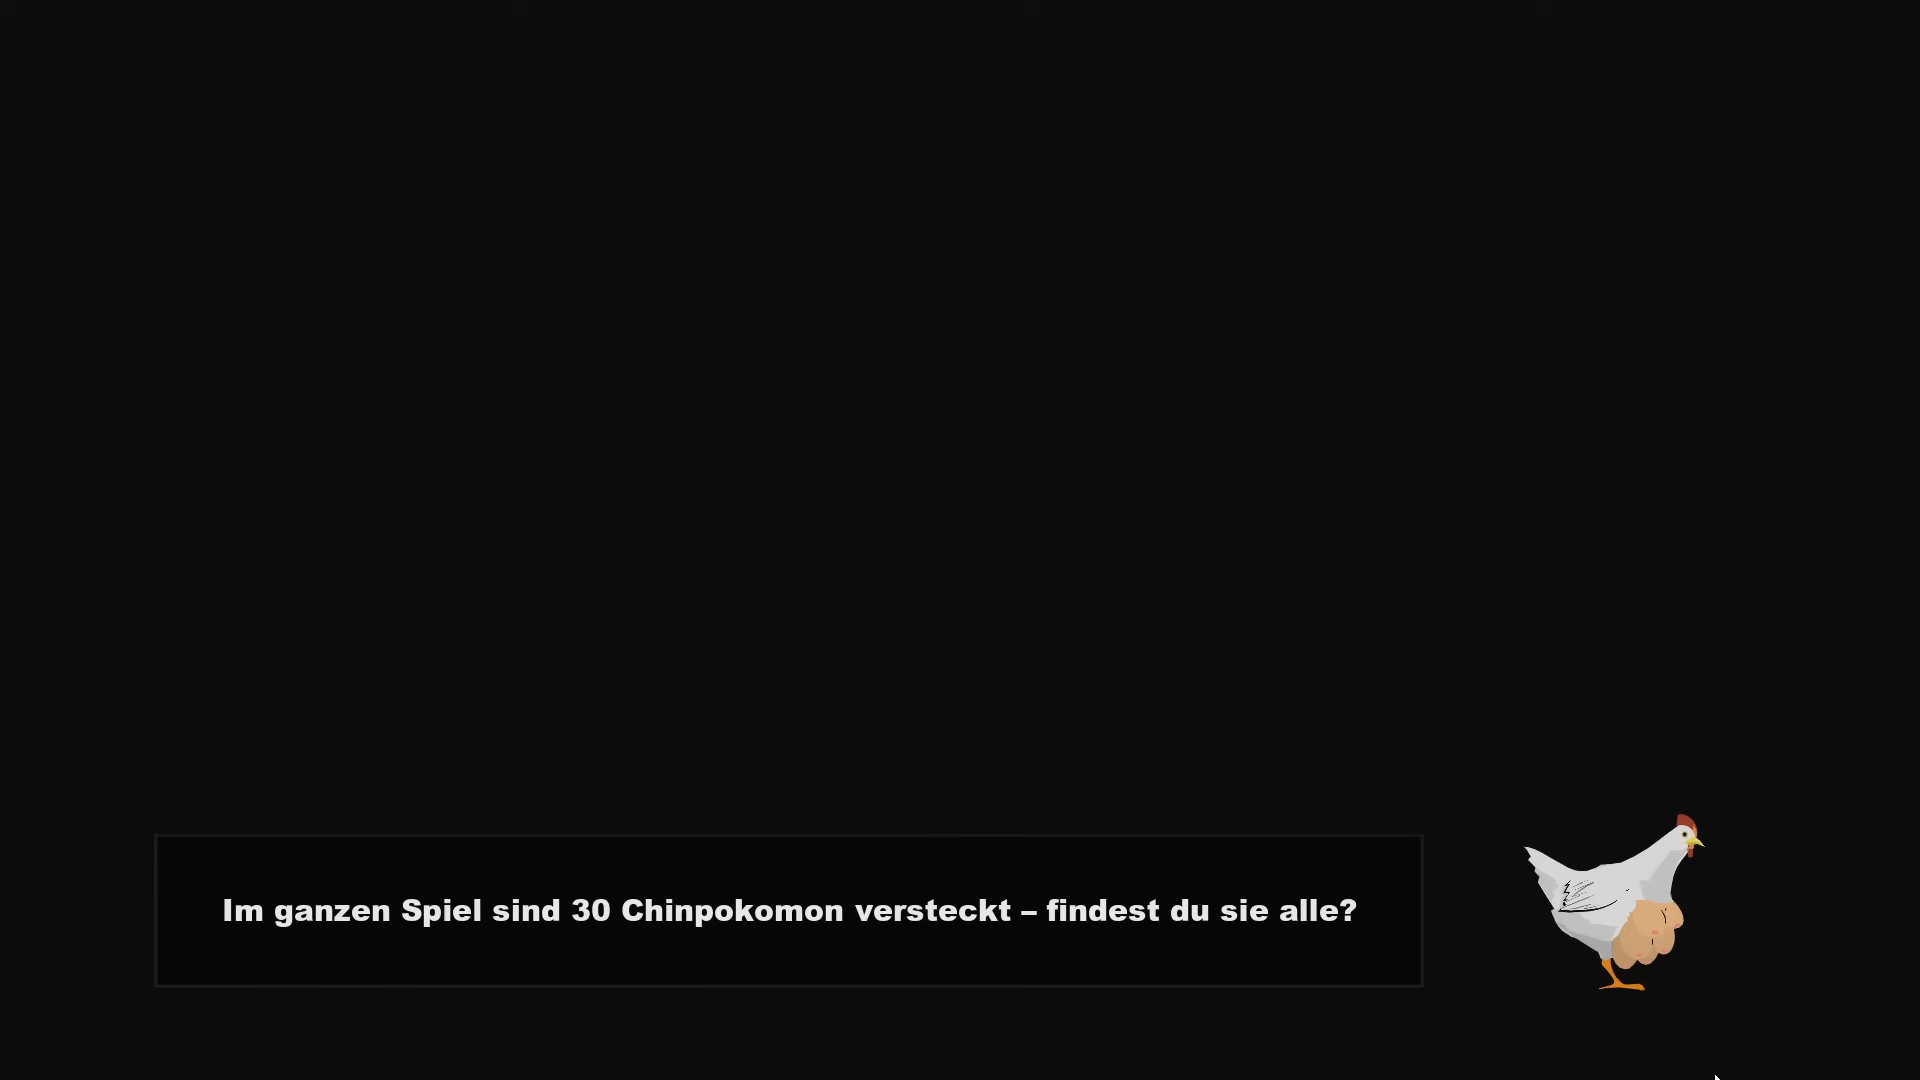 Im ganzen Spiel sind 30 Chinpokomon versteckt – findest du sie alle?